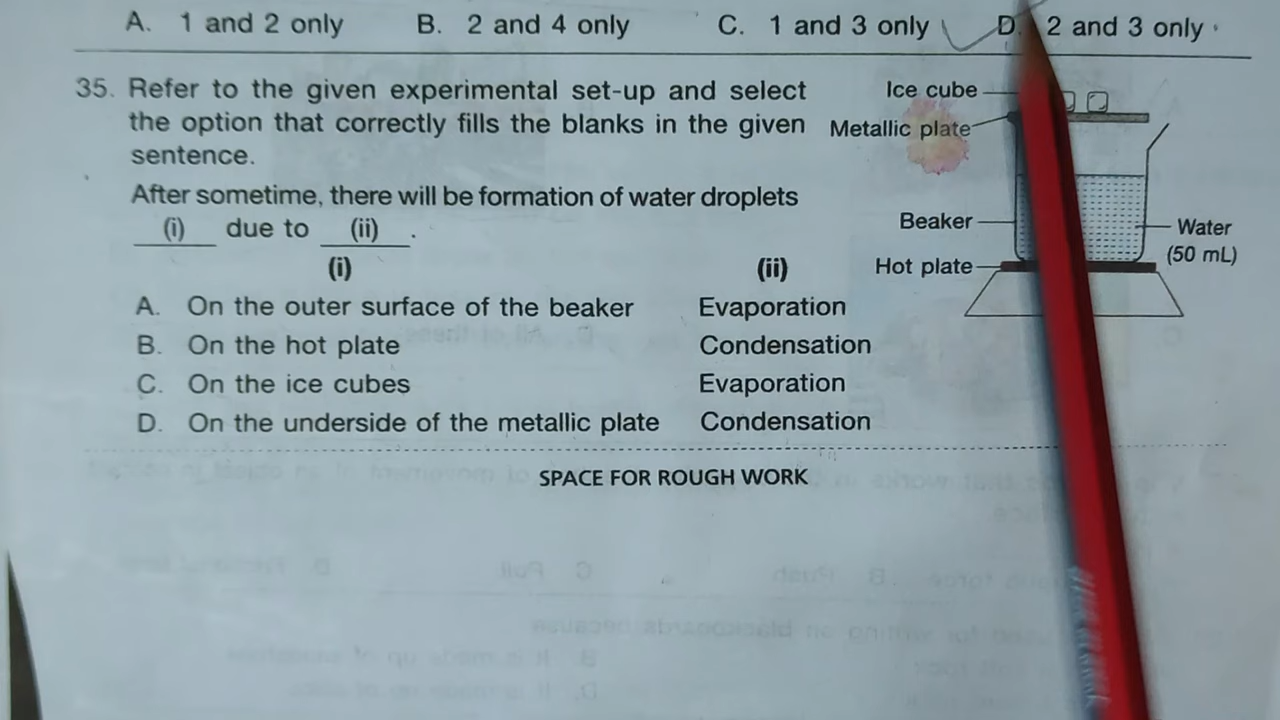 A. 1 and 2 only B. 2 and 4 only C. 1 and 3 only D. 2 and 3 only
35. Refer to the given experimental set-up and select
the option that correctly fills the blanks in the given
sentence.
After sometime, there will be formation of water droplets
(i) due to (ii) .
(i) (ii)
A. On the outer surface of the beaker Evaporation
B. On the hot plate Condensation
C. On the ice cubes Evaporation
D. On the underside of the metallic plate Condensation
Ice cube
Metallic plate
Beaker
Water
(50 mL)
Hot plate
SPACE FOR ROUGH WORK